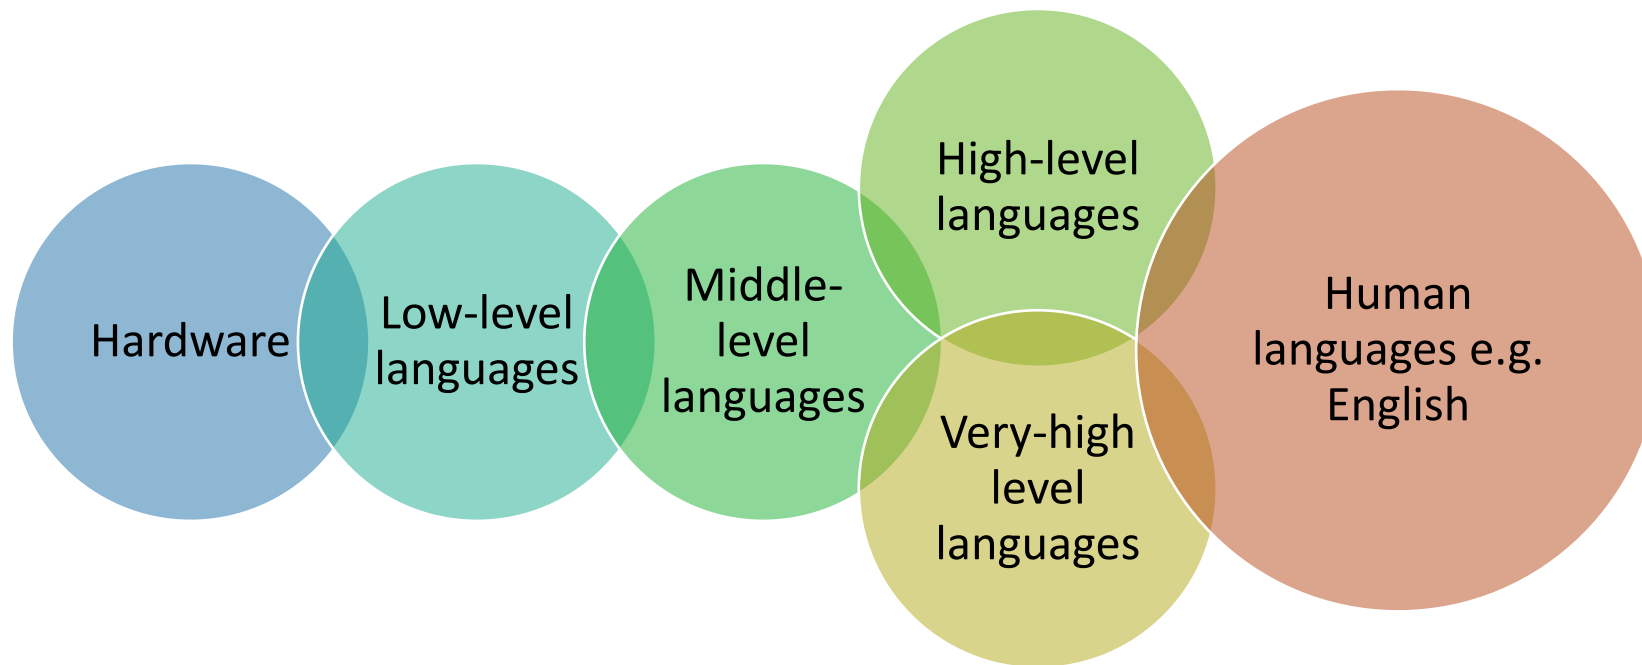 Hardware
Low-level
languages
Middle-
level
languages
High-level
languages
Very-high
level
languages
Human
languages e.g.
English